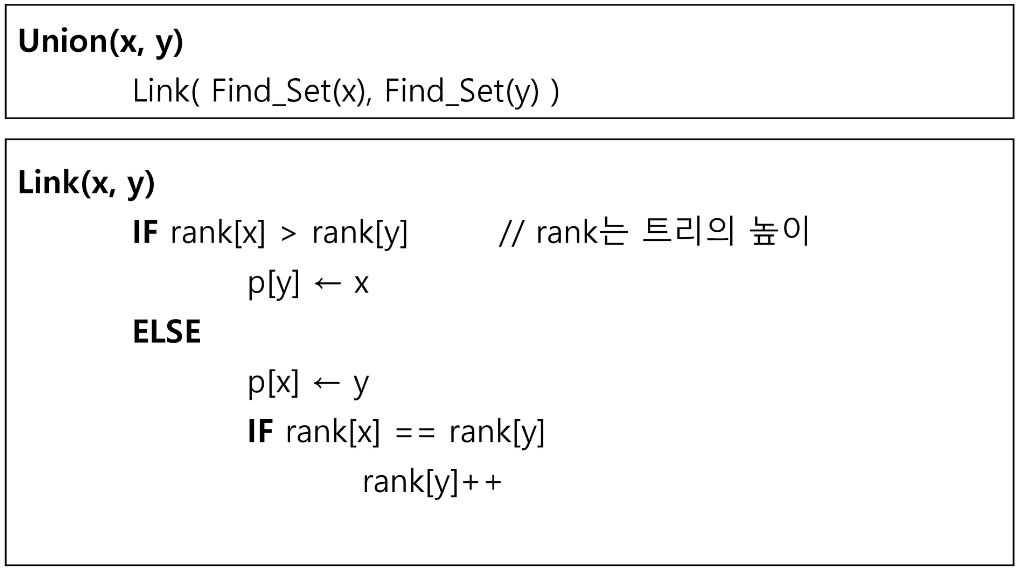 Union(x, y)
Link( Find_Set(x), Find_Set(y) )
Link(x, y)
IF rank[x] > rank[y] // rank는 트리의 높이
p[y] ← x
ELSE
p[x] ← y
IF rank[x] == rank[y]
rank[y]++